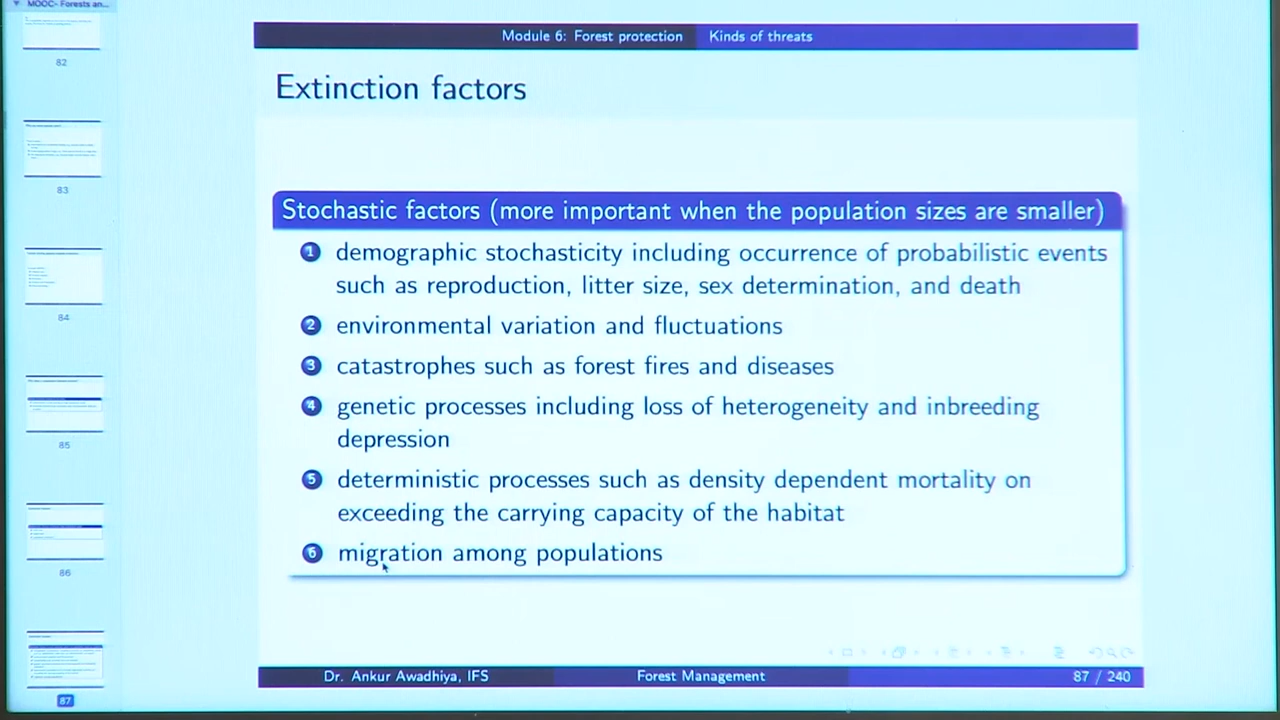 MOOC- Forests an...
82
83
84
85
86
87
Module 6: Forest protection Kinds of threats
Extinction factors
Stochastic factors (more important when the population sizes are smaller)
1 demographic stochasticity including occurrence of probabilistic events
such as reproduction, litter size, sex determination, and death
2 environmental variation and fluctuations
3 catastrophes such as forest fires and diseases
4 genetic processes including loss of heterogeneity and inbreeding
depression
5 deterministic processes such as density dependent mortality on
exceeding the carrying capacity of the habitat
6 migration among populations
Dr. Ankur Awadhiya, IFS Forest Management 87 / 240